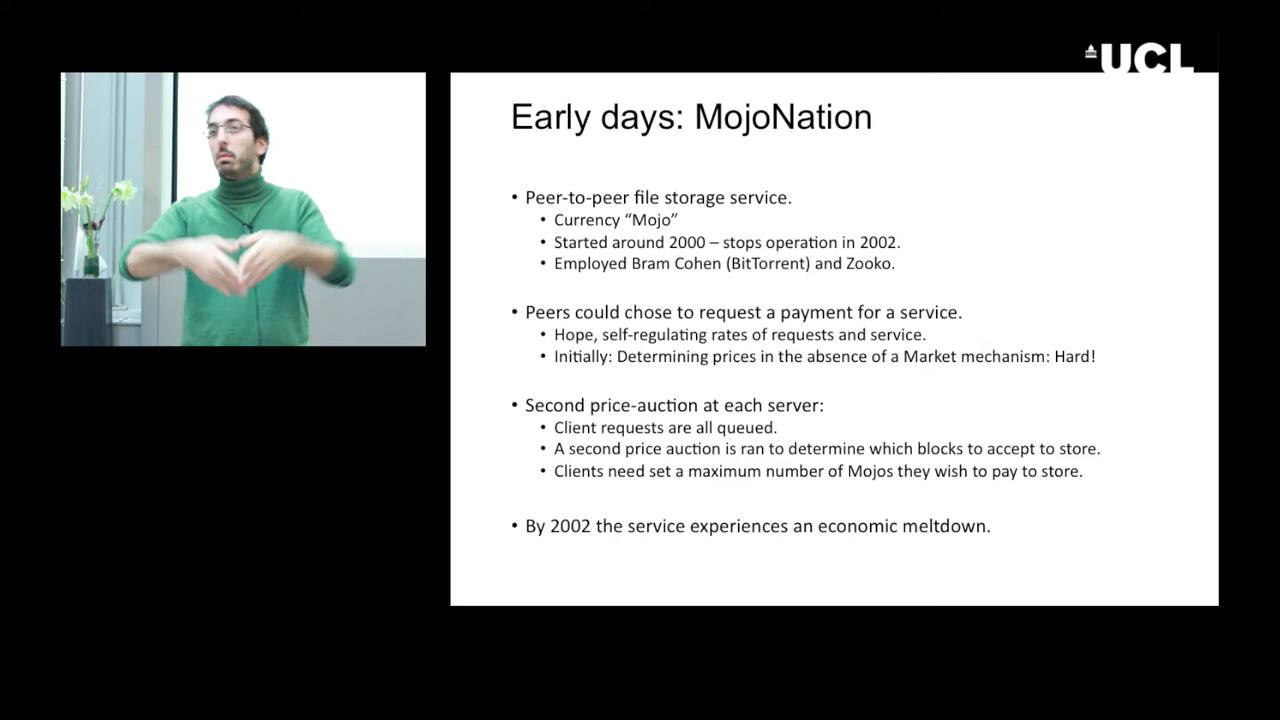 UCL
Early days: MojoNation
• Peer-to-peer file storage service.
• Currency “Mojo”
• Started around 2000 – stops operation in 2002.
• Employed Bram Cohen (BitTorrent) and Zooko.
• Peers could chose to request a payment for a service.
• Hope, self-regulating rates of requests and service.
• Initially: Determining prices in the absence of a Market mechanism: Hard!
• Second price-auction at each server:
• Client requests are all queued.
• A second price auction is ran to determine which blocks to accept to store.
• Clients need set a maximum number of Mojos they wish to pay to store.
• By 2002 the service experiences an economic meltdown.